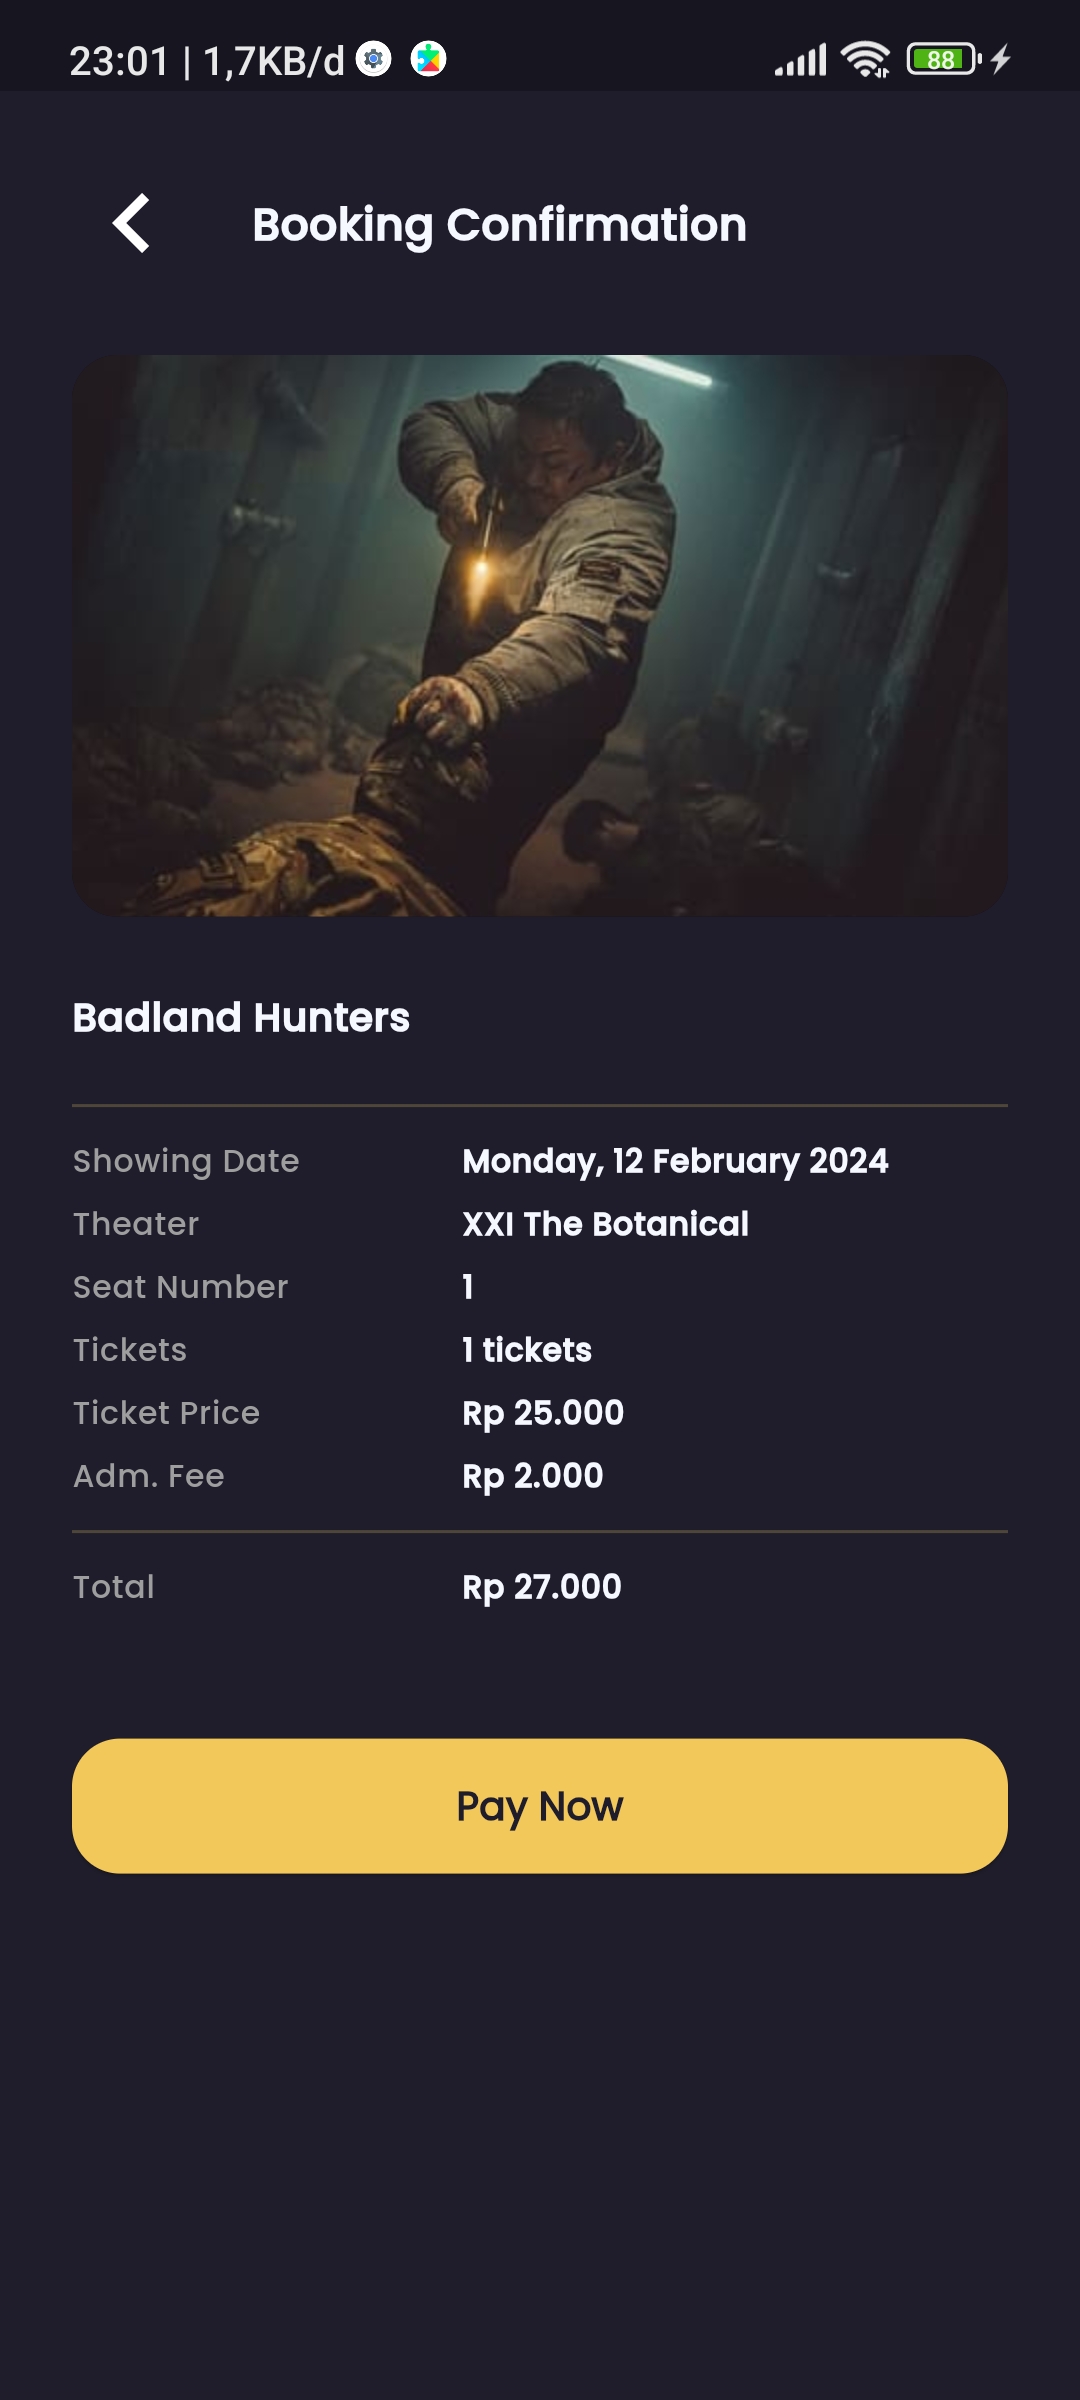 23:01 | 1,7KB/d
88
Booking Confirmation
Badland Hunters
Showing Date Monday, 12 February 2024
Theater XXI The Botanical
Seat Number 1
Tickets 1 tickets
Ticket Price Rp 25.000
Adm. Fee Rp 2.000
Total Rp 27.000
Pay Now